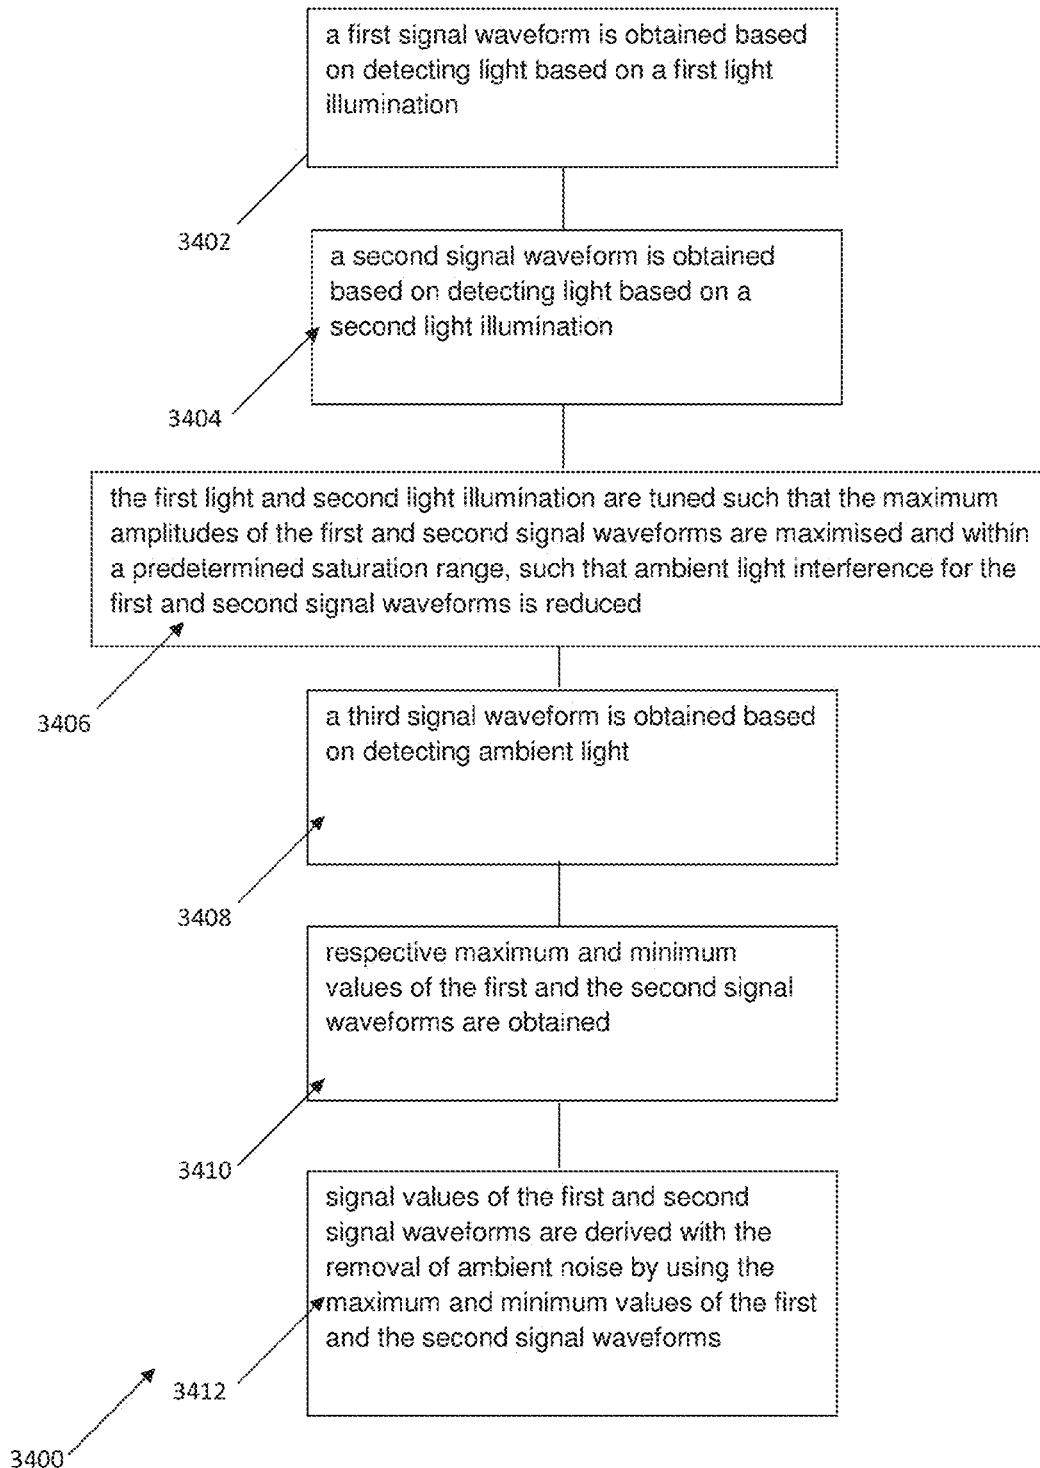 a first signal waveform is obtained based
on detecting light based on a first light
illumination
3402
a second signal waveform is obtained
based on detecting light based on a
second light illumination
3404
the first light and second light illumination are tuned such that the maximum
amplitudes of the first and second signal waveforms are maximised and within
a predetermined saturation range, such that ambient light interference for the
first and second signal waveforms is reduced
3406
a third signal waveform is obtained based
on detecting ambient light
3408
respective maximum and minimum
values of the first and the second signal
waveforms are obtained
3410
signal values of the first and second
signal waveforms are derived with the
removal of ambient noise by using the
maximum and minimum values of the first
and the second signal waveforms
3412
3400